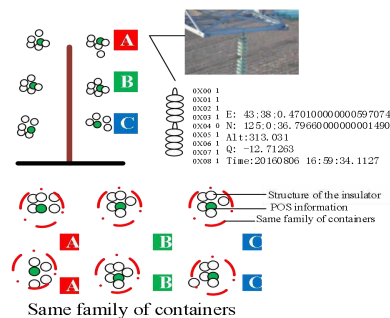 A
B
C
0X00 1
0X01 1
0X02 1
0X03 1
0X04 0
0X05 1
0X06 1
0X07 1
0X08 1
E: 43;38;0.4701000000000597074
N: 125;0;36.79660000000001490
Alt:313.031
Q: -12.71263
Time:20160806 16:59:34.1127
Structure of the insulator
POS information
Same family of containers
A
B
C
A
B
C
Same family of containers